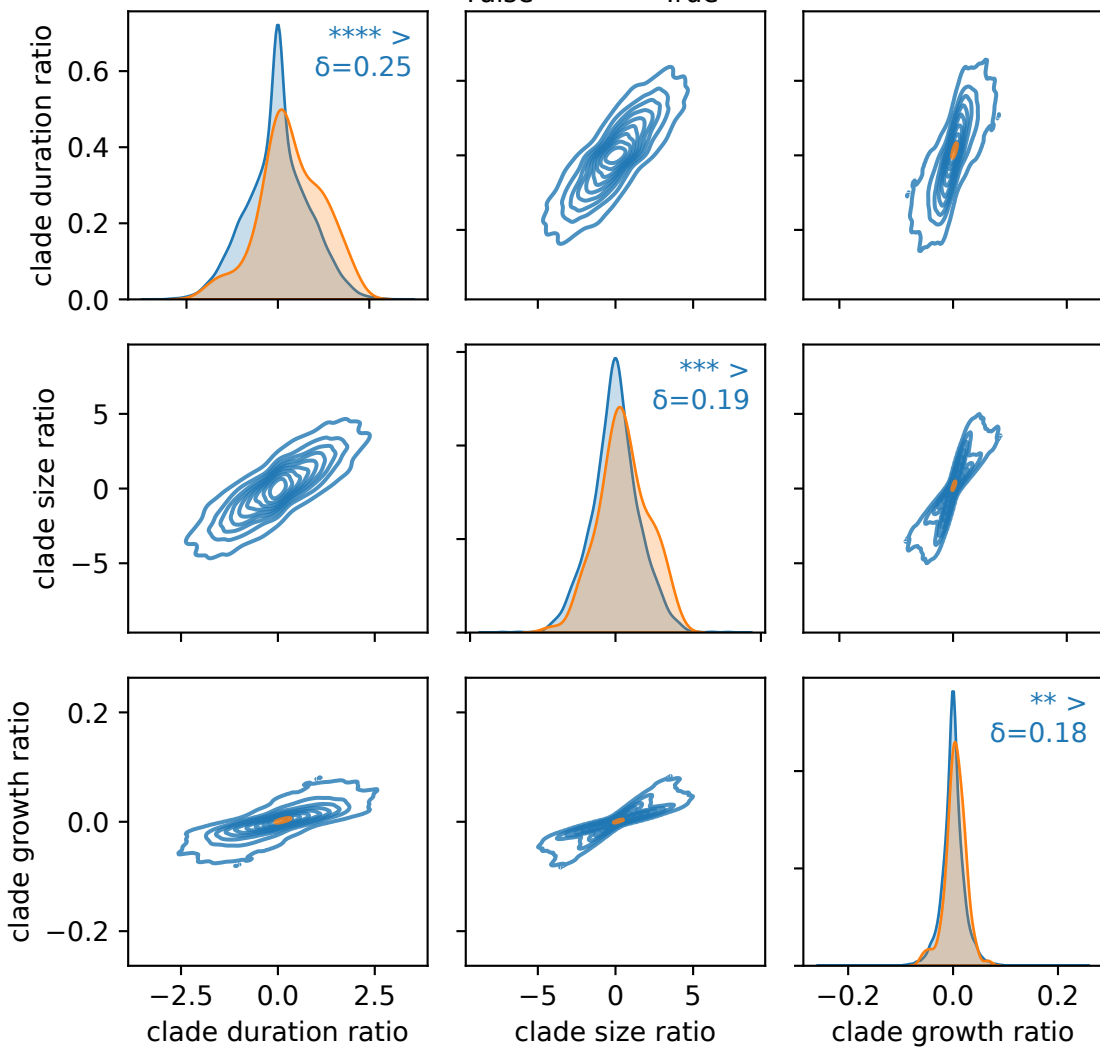 clade duration ratio
0.6
0.4
0.2
0.0
**** >
δ=0.25
clade size ratio
5
0
−5
*** >
δ=0.19
clade growth ratio
0.2
0.0
−0.2
** >
δ=0.18
−2.5 0.0 2.5
−5 0 5
−0.2 0.0 0.2
clade duration ratio
clade size ratio
clade growth ratio